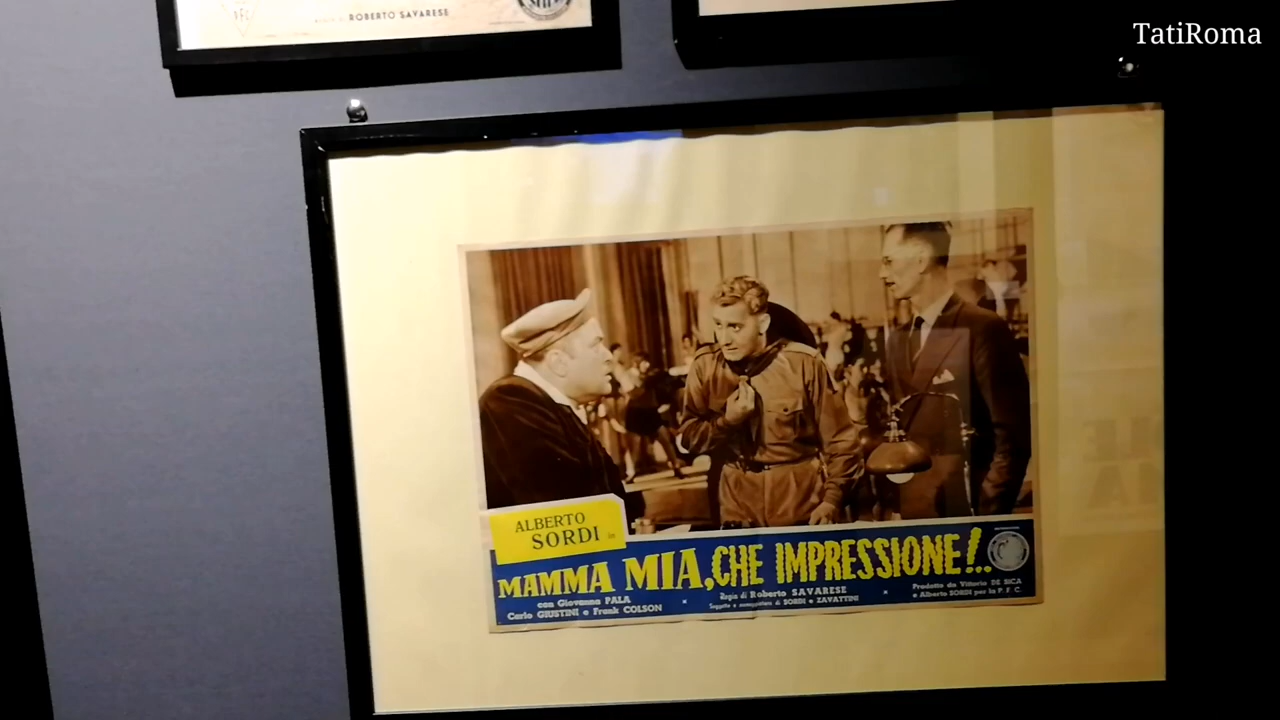 TatiRoma
ROBERTO SAVARESE
ALBERTO
SORDI in
MAMMA MIA, CHE IMPRESSIONE!..
con Giovanna PALA
Carlo GIUSTINI e Frank COLSON
x
Regia di Roberto SAVARESE
Soggetto e sceneggiatura di SORDI e ZAVATTINI
x
Prodotto da Vittorio DE SICA
e Alberto SORDI per la P. F. C.